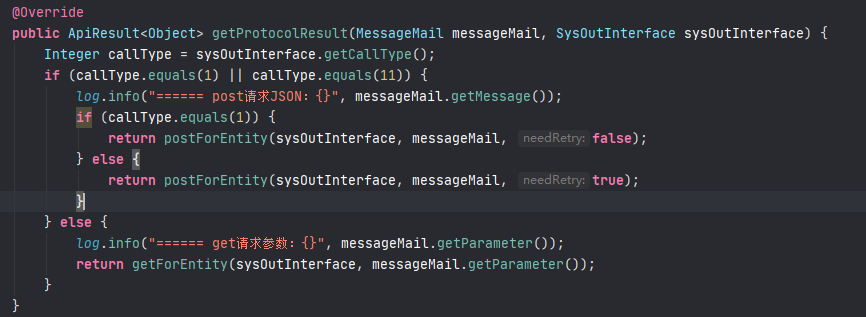 @Override
public ApiResult<Object> getProtocolResult(MessageMail messageMail, SysOutInterface sysOutInterface) {
    Integer callType = sysOutInterface.getCallType();
    if (callType.equals(1) || callType.equals(11)) {
        log.info("====== post请求JSON：{}", messageMail.getMessage());
        if (callType.equals(1)) {
            return postForEntity(sysOutInterface, messageMail, needRetry: false);
        } else {
            return postForEntity(sysOutInterface, messageMail, needRetry: true);
        }
    } else {
        log.info("====== get请求参数：{}", messageMail.getParameter());
        return getForEntity(sysOutInterface, messageMail.getParameter());
    }
}